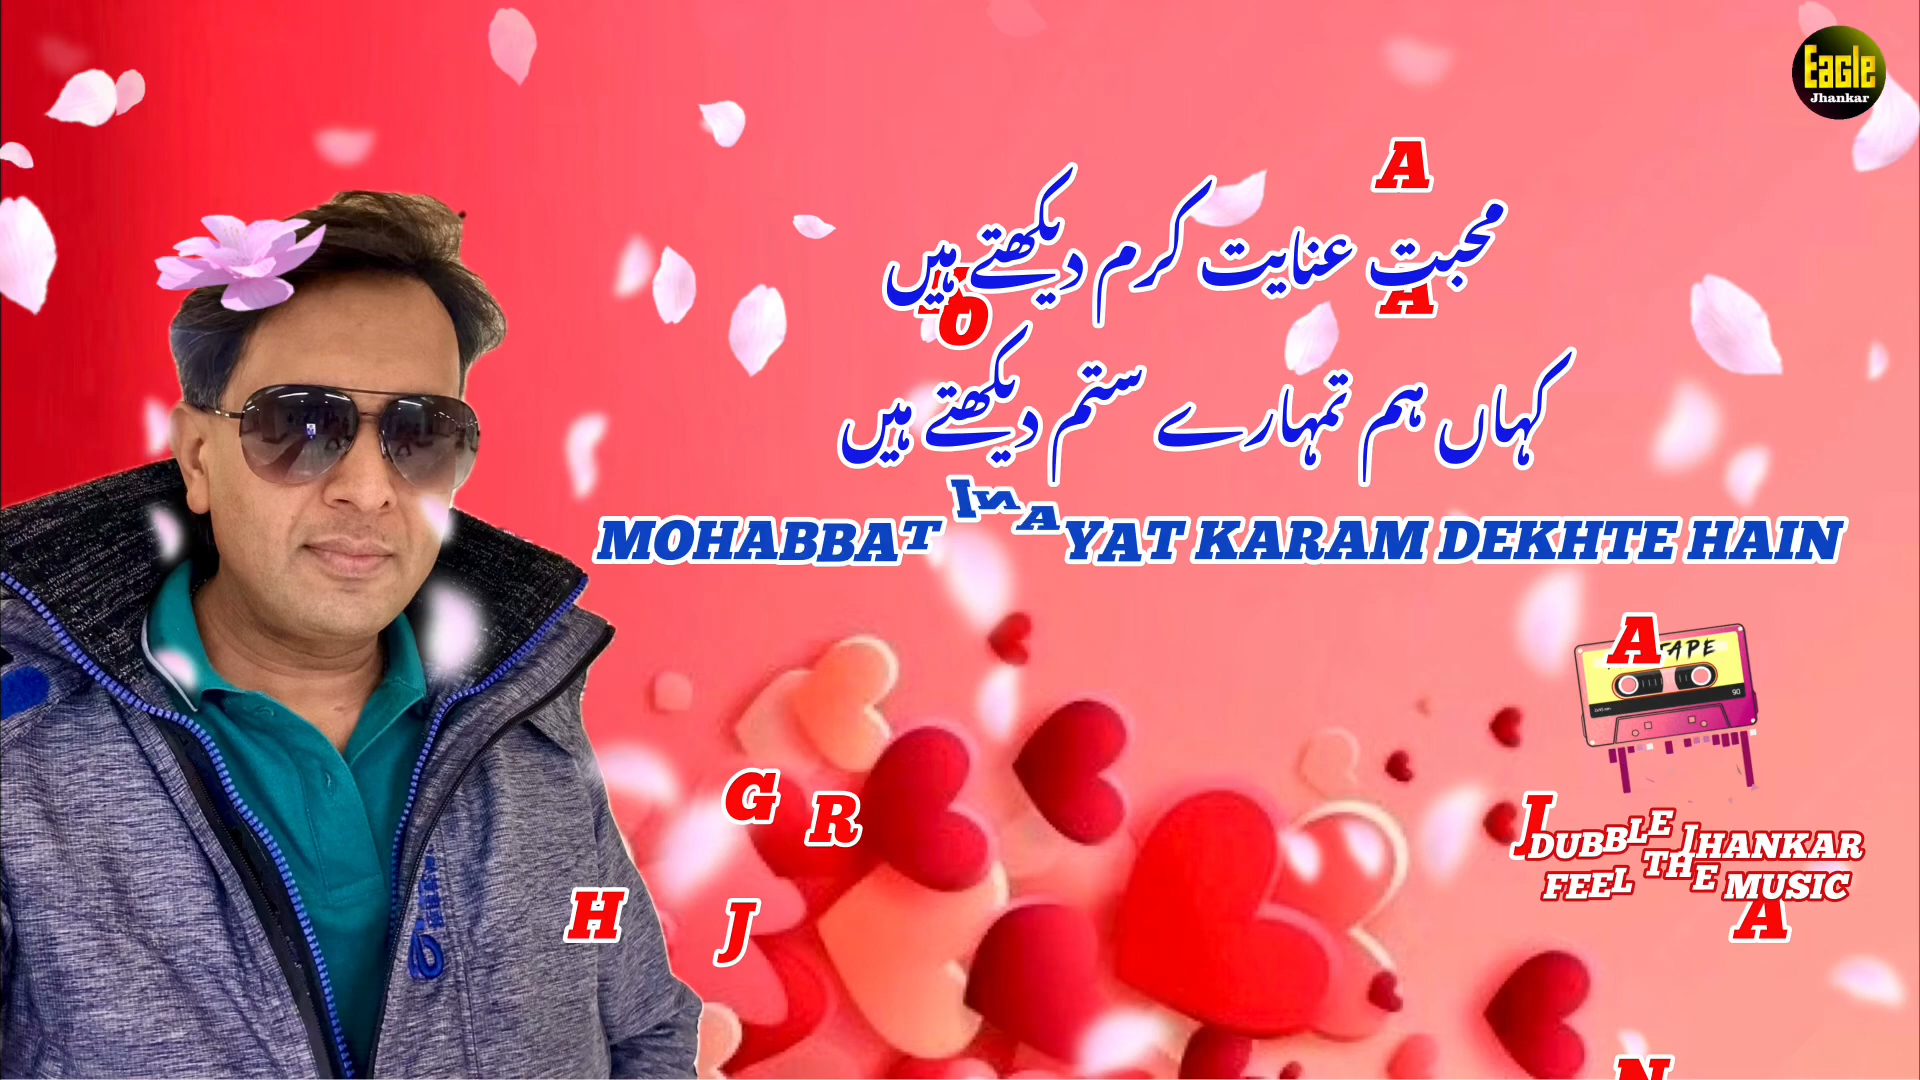 Eagle
Jhankar
A
محبت عنایت کرم دیکھتے ہیں
A
O
کہاں ہم تمہارے ستم دیکھتے ہیں
MOHABBAT INAYAT KARAM DEKHTE HAIN
A
TAPE
90
G R
J
DUBBLE JHANKAR
FEEL THE MUSIC
H J A
N